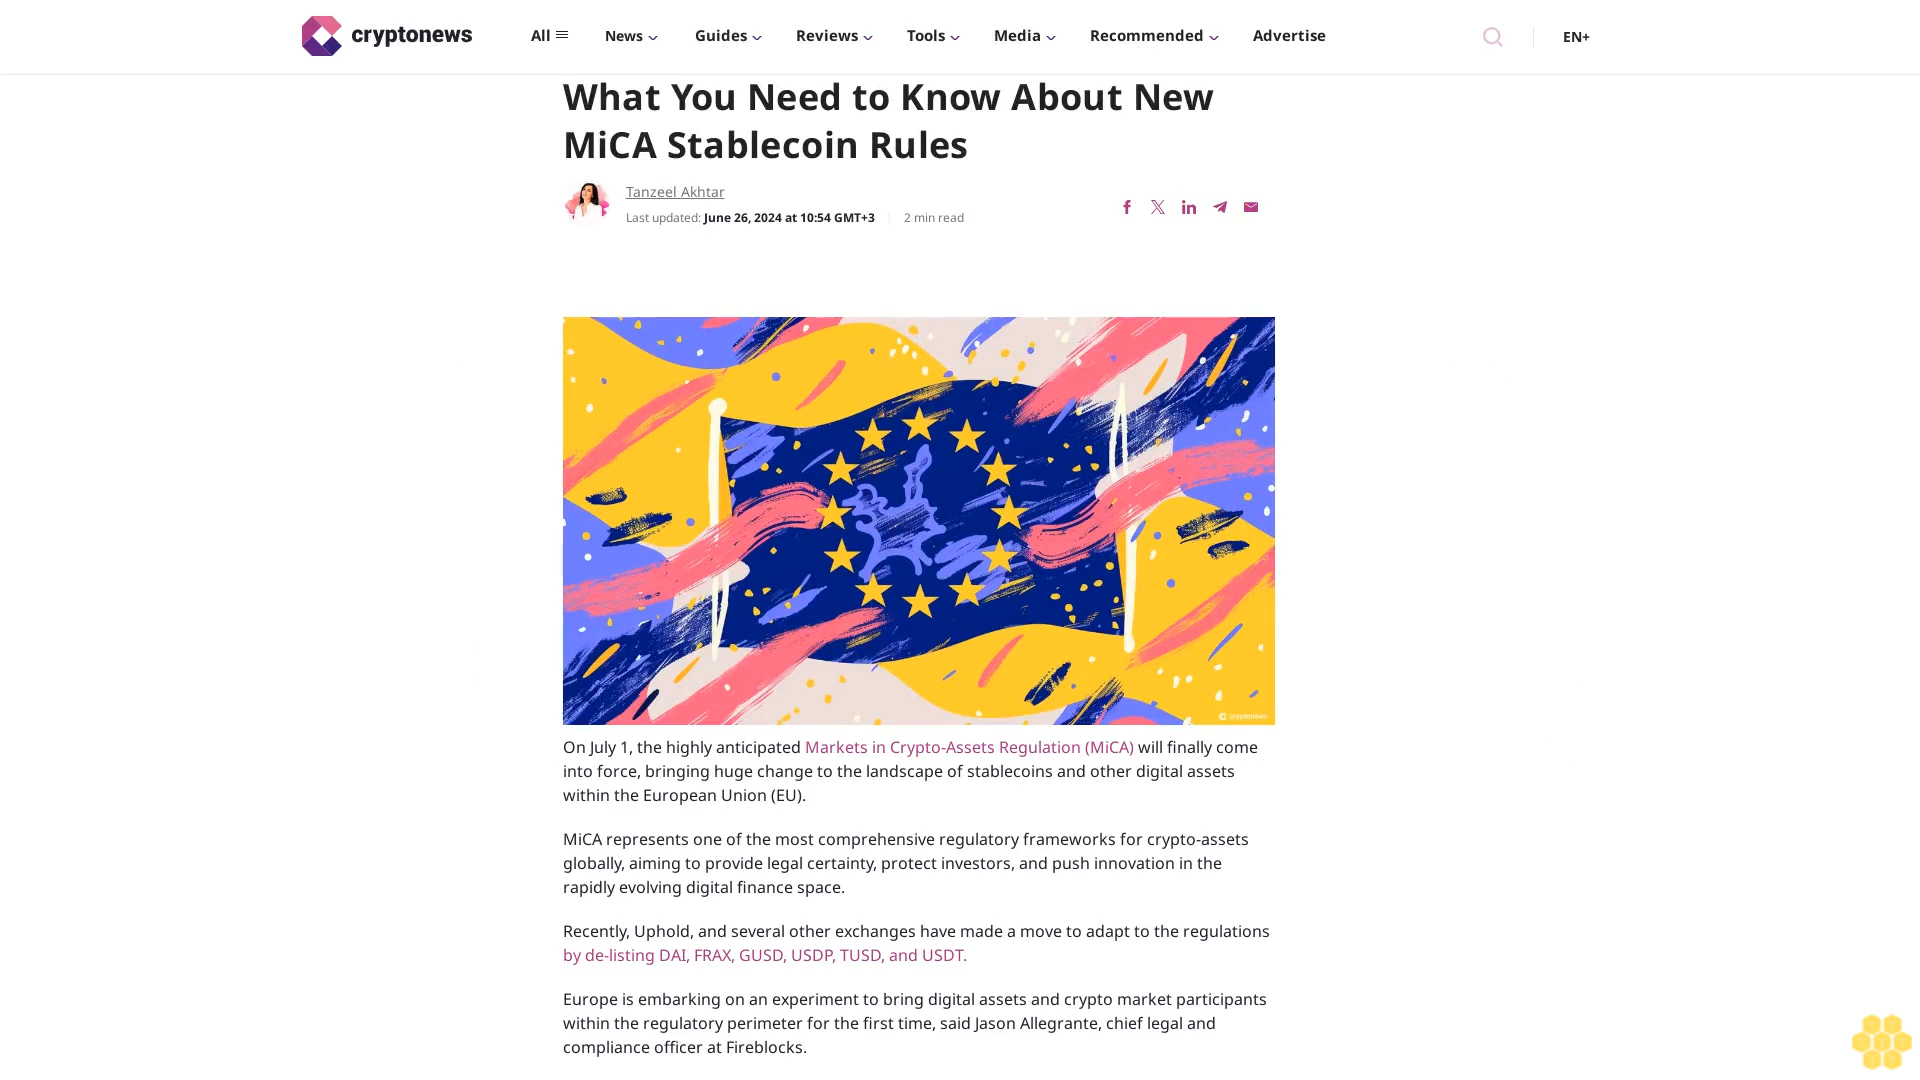 cryptonews
All
News
Guides
Reviews
Tools
Media
Recommended
Advertise
EN+
What You Need to Know About New
MiCA Stablecoin Rules
Tanzeel Akhtar
Last updated: June 26, 2024 at 10:54 GMT+3
2 min read
cryptonews
On July 1, the highly anticipated Markets in Crypto-Assets Regulation (MiCA) will finally come
into force, bringing huge change to the landscape of stablecoins and other digital assets
within the European Union (EU).
MiCA represents one of the most comprehensive regulatory frameworks for crypto-assets
globally, aiming to provide legal certainty, protect investors, and push innovation in the
rapidly evolving digital finance space.
Recently, Uphold, and several other exchanges have made a move to adapt to the regulations
by de-listing DAI, FRAX, GUSD, USDP, TUSD, and USDT.
Europe is embarking on an experiment to bring digital assets and crypto market participants
within the regulatory perimeter for the first time, said Jason Allegrante, chief legal and
compliance officer at Fireblocks.